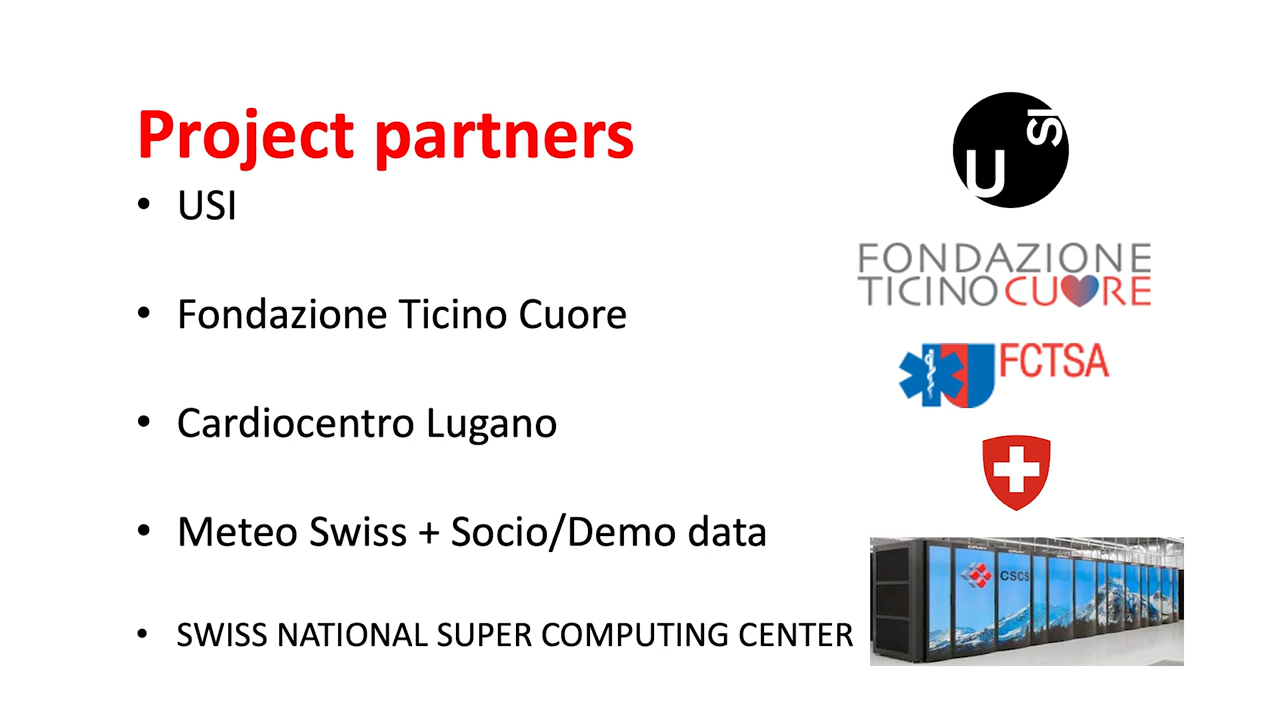 Project partners
• USI
• Fondazione Ticino Cuore
• Cardiocentro Lugano
• Meteo Swiss + Socio/Demo data
• SWISS NATIONAL SUPER COMPUTING CENTER
U SI
FONDAZIONE
TICINO CUORE
FCTSA
CSCS